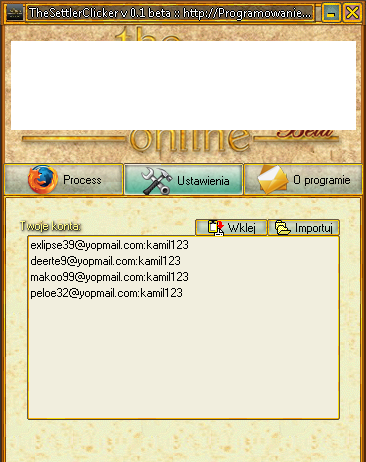 TheSettlerClicker v 0.1 beta :: http://Programowanie...
the
online
Beta
Process
Ustawienia
O programie
Twoje konta:
Wklej
Importuj
exlipse39@yopmail.com:kamil123
deerte9@yopmail.com:kamil123
makoo99@yopmail.com:kamil123
peloe32@yopmail.com:kamil123